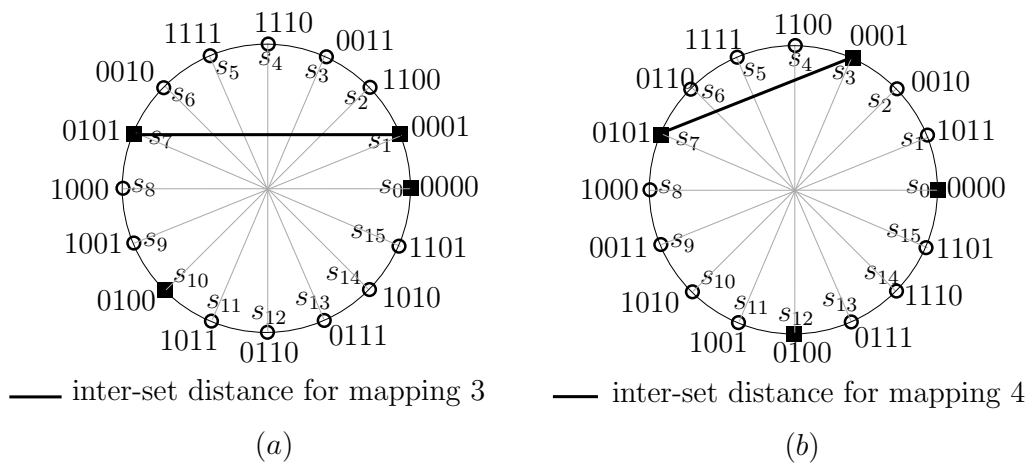 1110
1111
0011
s4
s5
s3
0010
1100
s6
s2
0101
0001
s7
s1
1000
0000
s8
s0
1001
s9
s15
1101
0100
s10
s14
1010
s11
s12
s13
1011
0111
0110
inter-set distance for mapping 3
(a)
1100
1111
0001
s4
s5
s3
0110
0010
s6
s2
0101
1011
s7
s1
1000
0000
s8
s0
0011
s9
s15
1101
1010
s10
s14
1110
s11
s12
s13
1001
0111
0100
inter-set distance for mapping 4
(b)